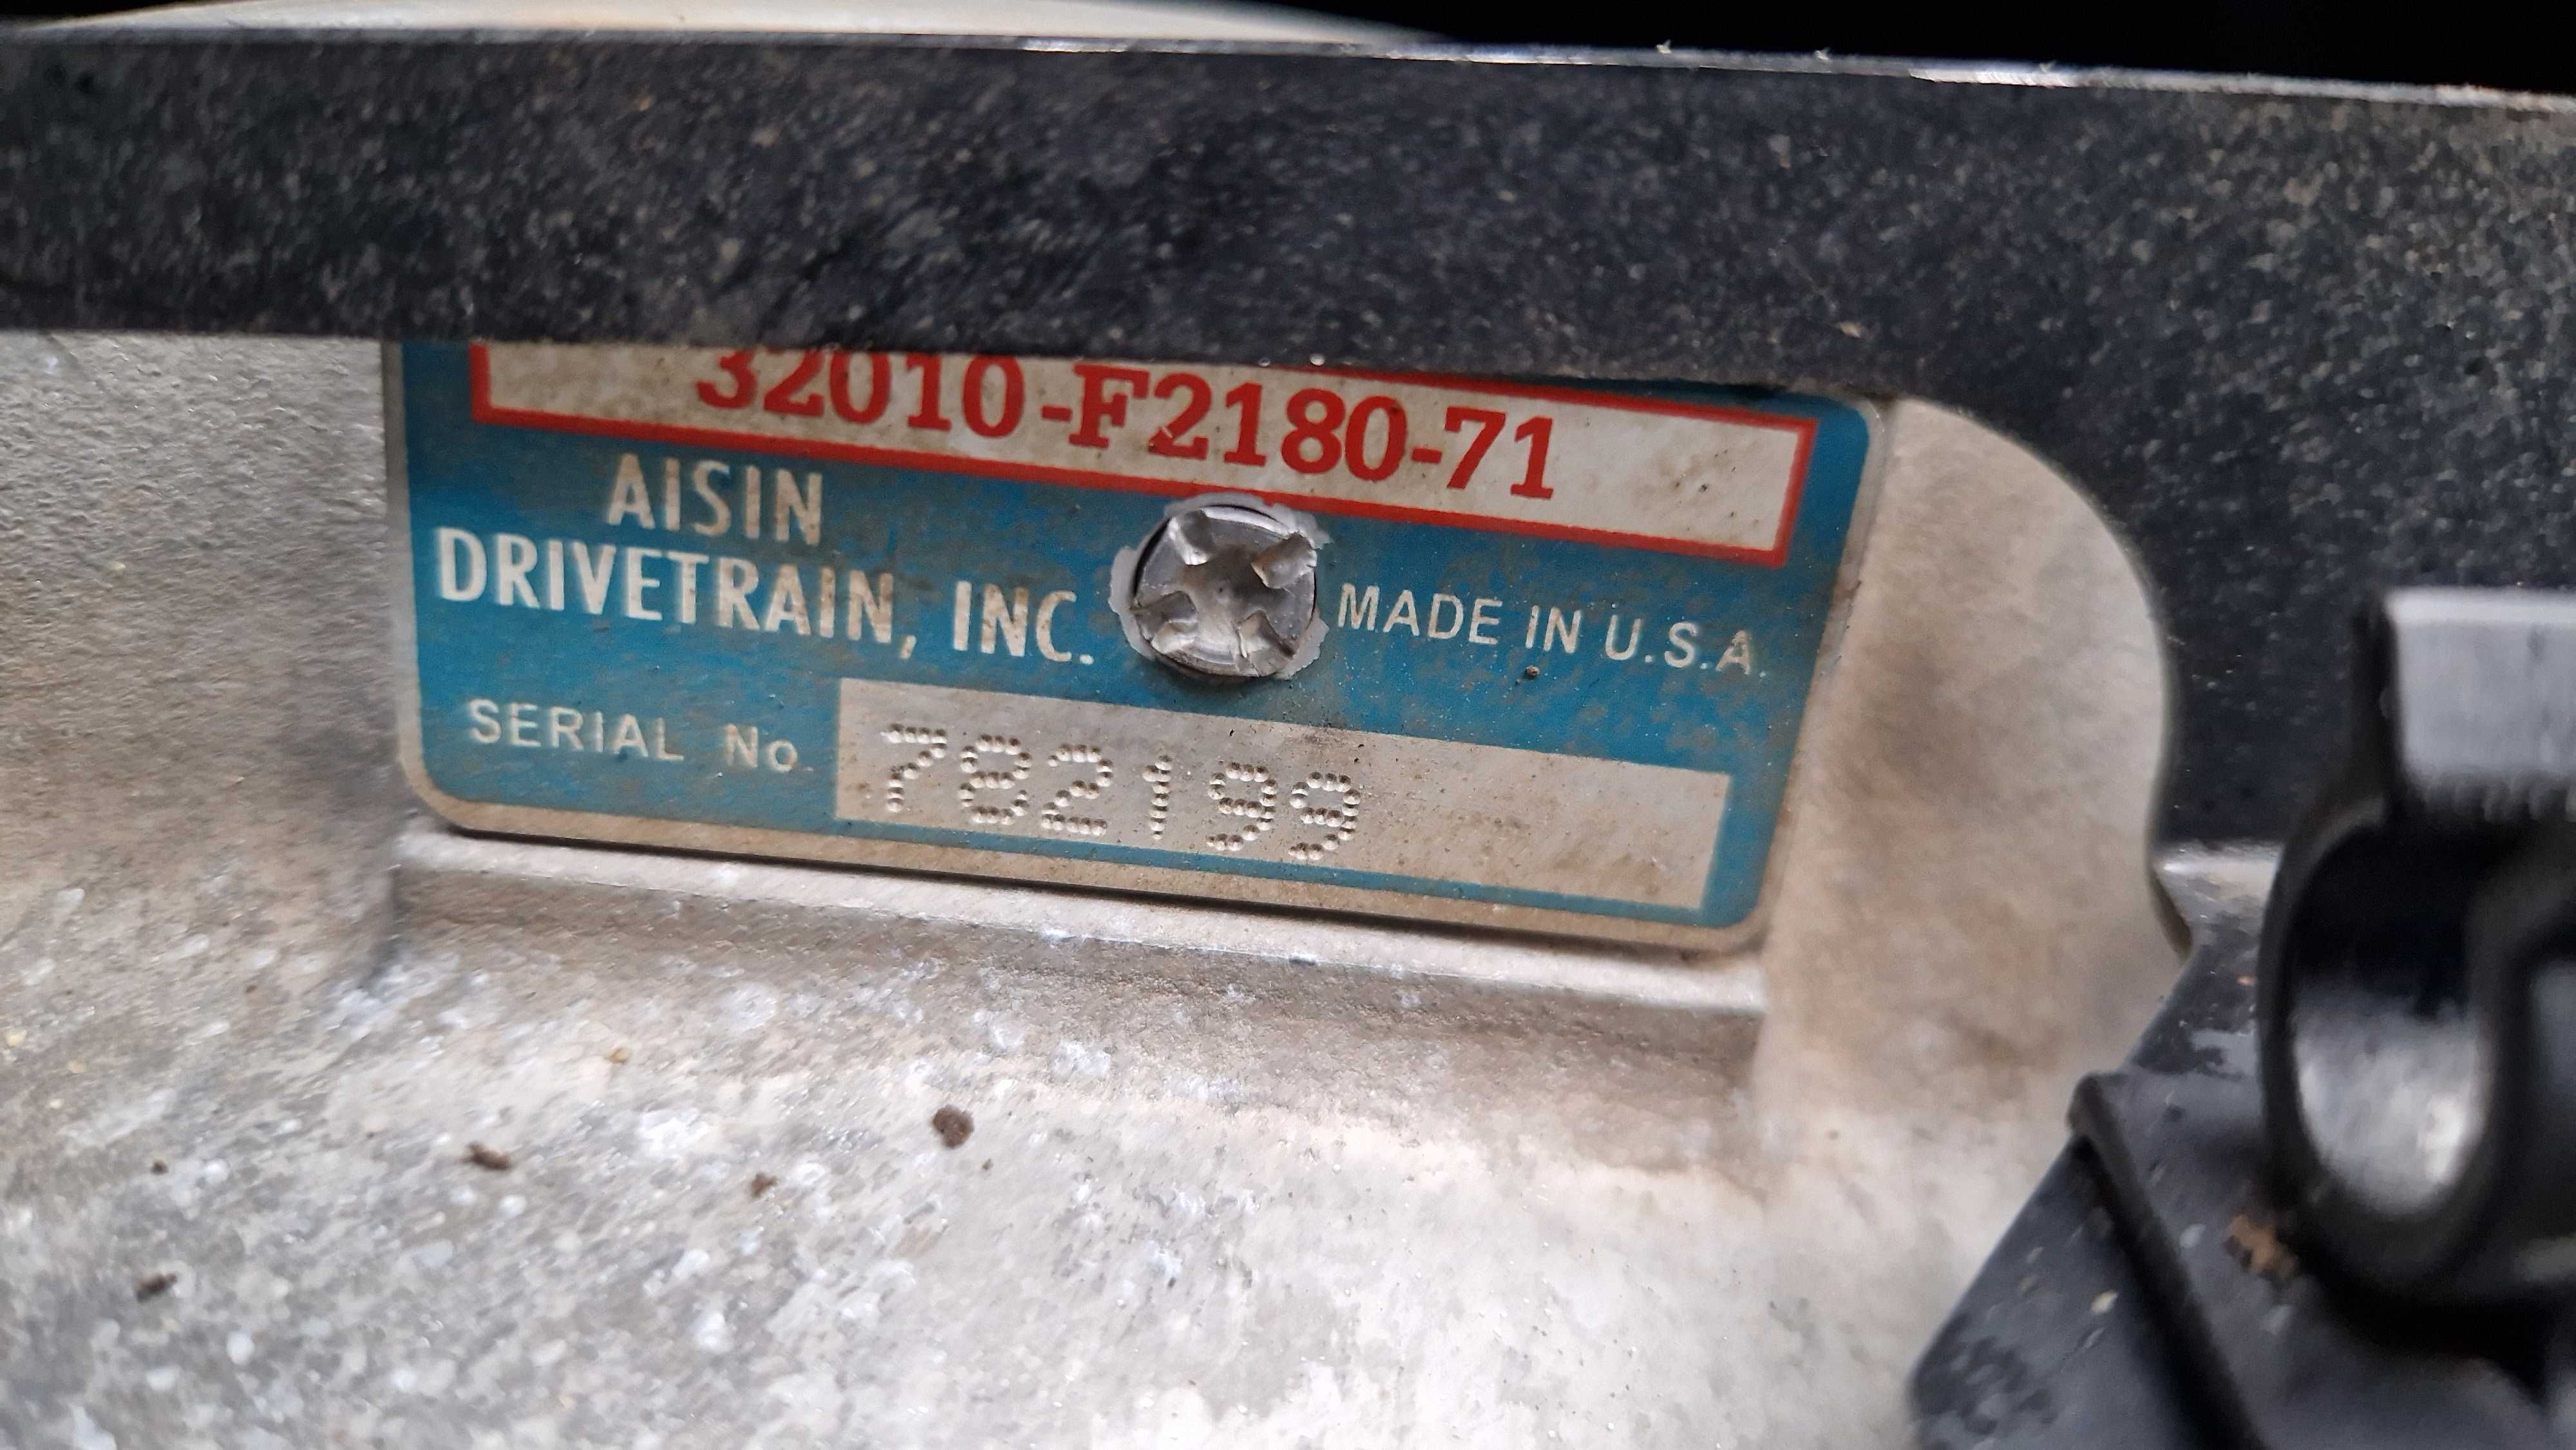 32010-F2180-71
AISIN
DRIVETRAIN, INC.
MADE IN U.S.A.
SERIAL No 782199